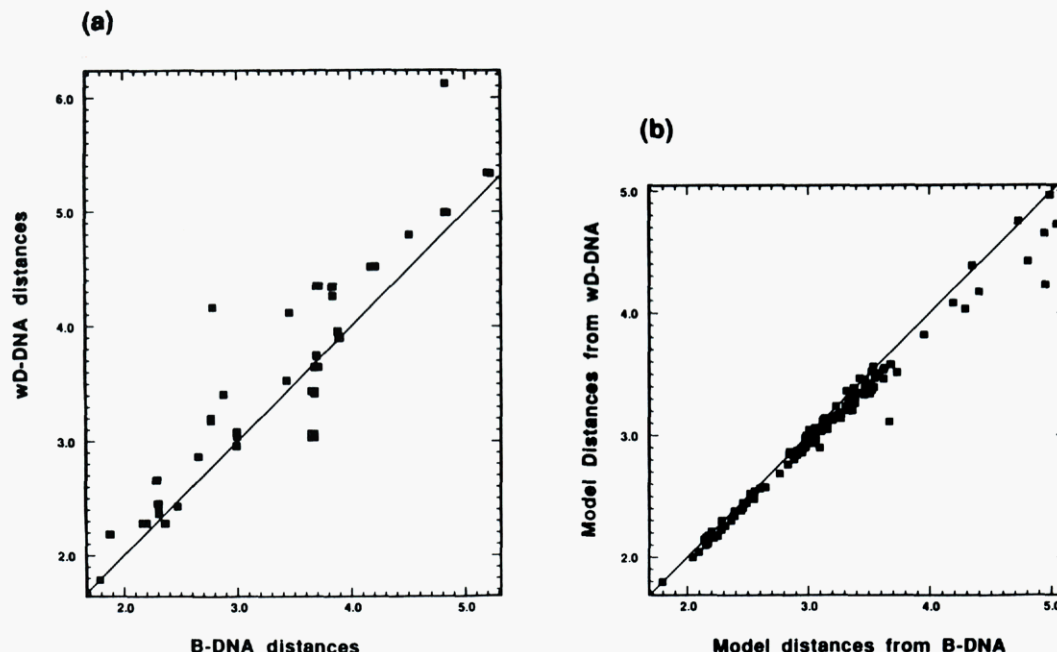 (a)
6.0
5.0
4.0
3.0
2.0
2.0 3.0 4.0 5.0
wD-DNA distances
B-DNA distances
(b)
5.0
4.0
3.0
2.0
2.0 3.0 4.0 5.0
Model Distances from wD-DNA
Model distances from B-DNA